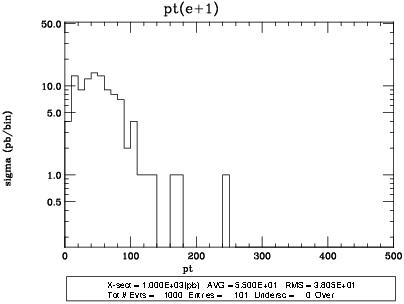 pt(e+1)
50.0
10.0
5.0
1.0
0.5
sigma (pb/bin)
0 100 200 300 400 500
pt
X-sect = 1.000E+03(pb) AVG = 5.500E+01 RMS = 3.805E+01
Tot # Evts = 1000 Entries = 101 Undersc = 0 Over